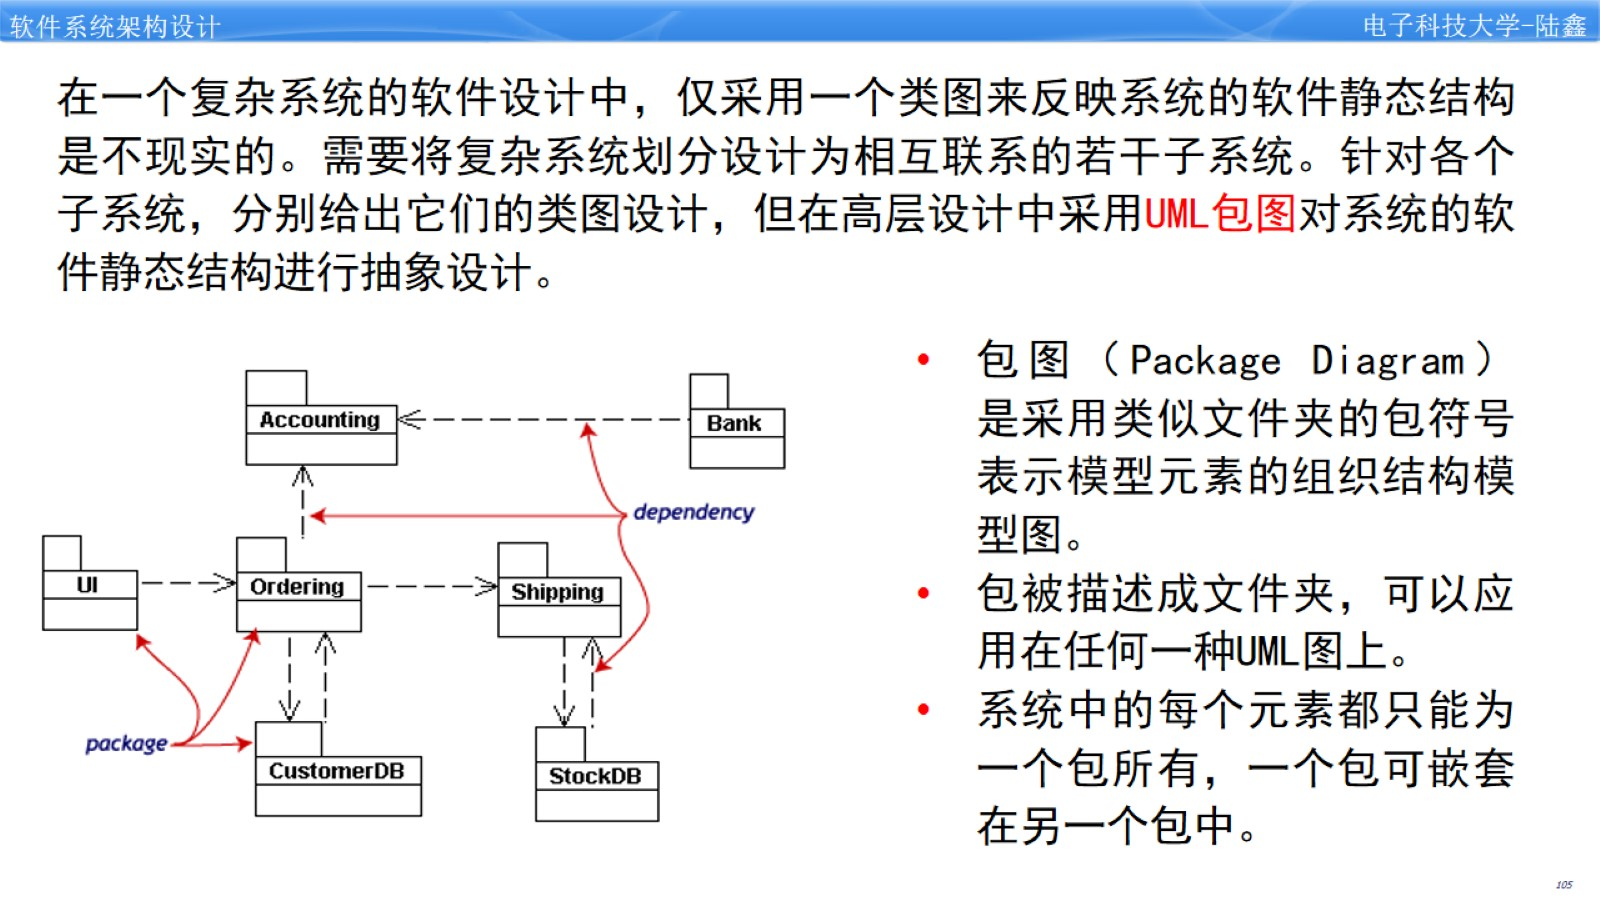 软件系统架构设计
电子科技大学-陆鑫
在一个复杂系统的软件设计中，仅采用一个类图来反映系统的软件静态结构
是不现实的。需要将复杂系统划分设计为相互联系的若干子系统。针对各个
子系统，分别给出它们的类图设计，但在高层设计中采用UML包图对系统的软
件静态结构进行抽象设计。
Accounting
Bank
dependency
UI
Ordering
Shipping
package
CustomerDB
StockDB
• 包图（Package Diagram）
是采用类似文件夹的包符号
表示模型元素的组织结构模
型图。
• 包被描述成文件夹，可以应
用在任何一种UML图上。
• 系统中的每个元素都只能为
一个包所有，一个包可嵌套
在另一个包中。
105